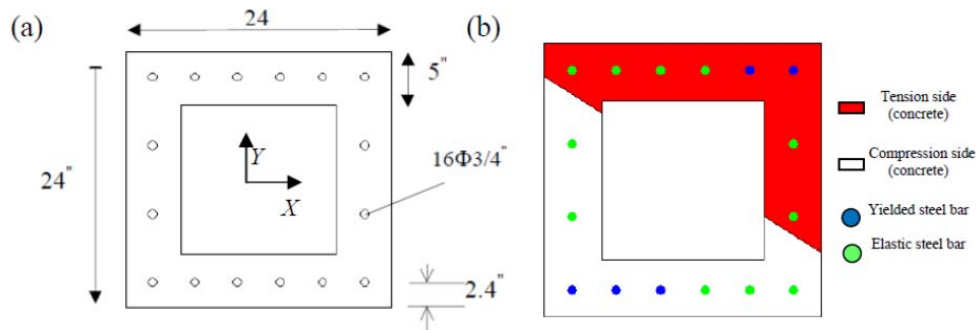 (a)
24
5"
24"
Y
X
16Φ3/4"
2.4"
(b)
Tension side
(concrete)
Compression side
(concrete)
Yielded steel bar
Elastic steel bar